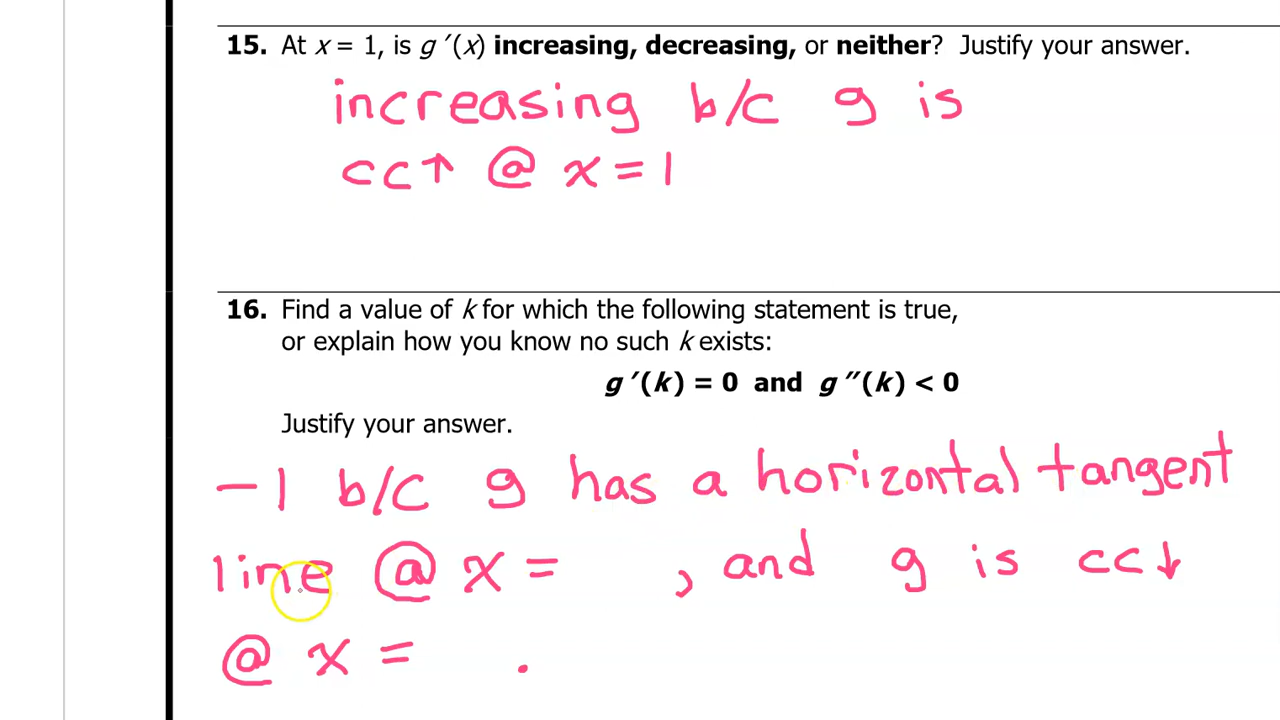 15. At x = 1, is g ′(x) increasing, decreasing, or neither? Justify your answer.
increasing b/c g is
cc↑ @ x = 1
16. Find a value of k for which the following statement is true,
or explain how you know no such k exists:
g ′(k) = 0 and g ″(k) < 0
Justify your answer.
-1 b/c g has a horizontal tangent
line @ x = , and g is cc↓
@ x = .